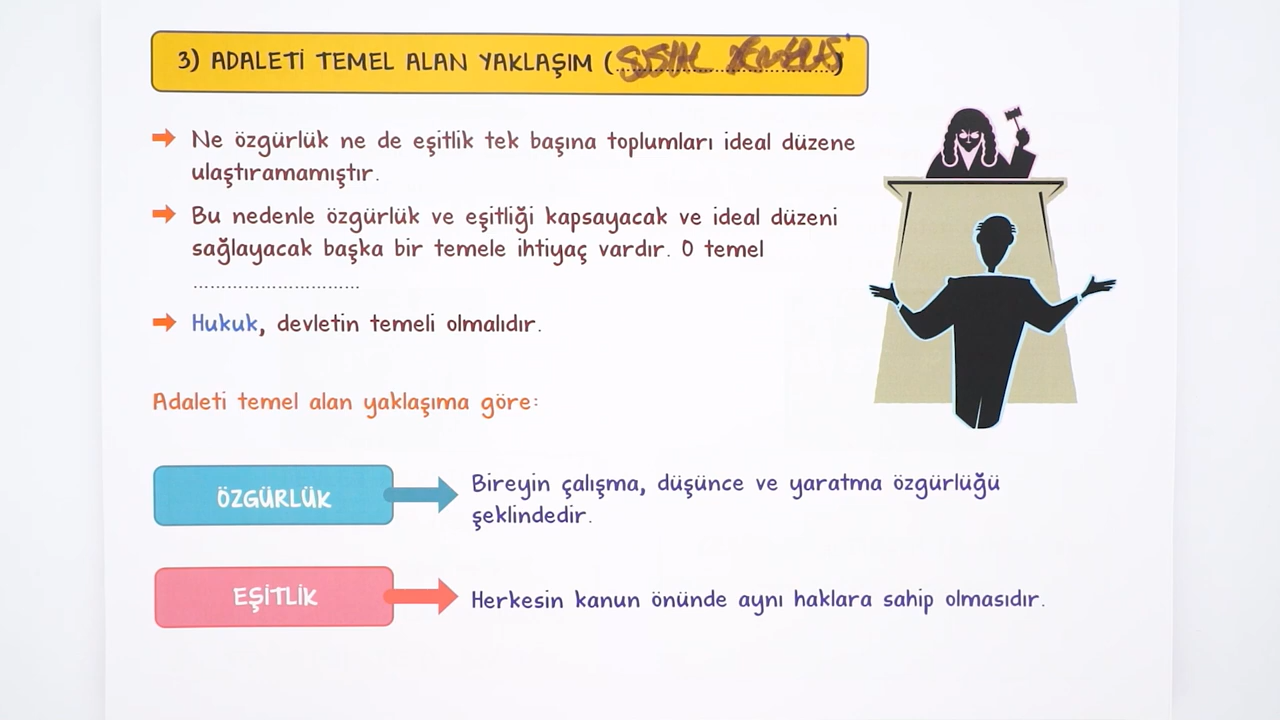 3) ADALETİ TEMEL ALAN YAKLAŞIM (SOSYAL DEMOKRASİ)
Ne özgürlük ne de eşitlik tek başına toplumları ideal düzene
ulaştıramamıştır.
Bu nedenle özgürlük ve eşitliği kapsayacak ve ideal düzeni
sağlayacak başka bir temele ihtiyaç vardır. O temel
..............................
Hukuk, devletin temeli olmalıdır.
Adaleti temel alan yaklaşıma göre:
ÖZGÜRLÜK
Bireyin çalışma, düşünce ve yaratma özgürlüğü
şeklindedir.
EŞİTLİK
Herkesin kanun önünde aynı haklara sahip olmasıdır.